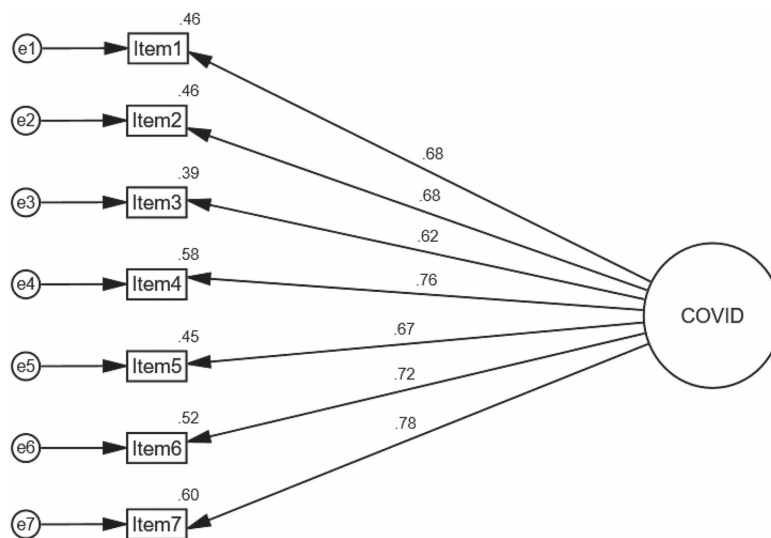 .46
e1 Item1
.46
e2 Item2
.68
.39
.68
e3 Item3
.62
.58
.76
e4 Item4
COVID
.45
.67
e5 Item5
.72
.52
.78
e6 Item6
.60
e7 Item7